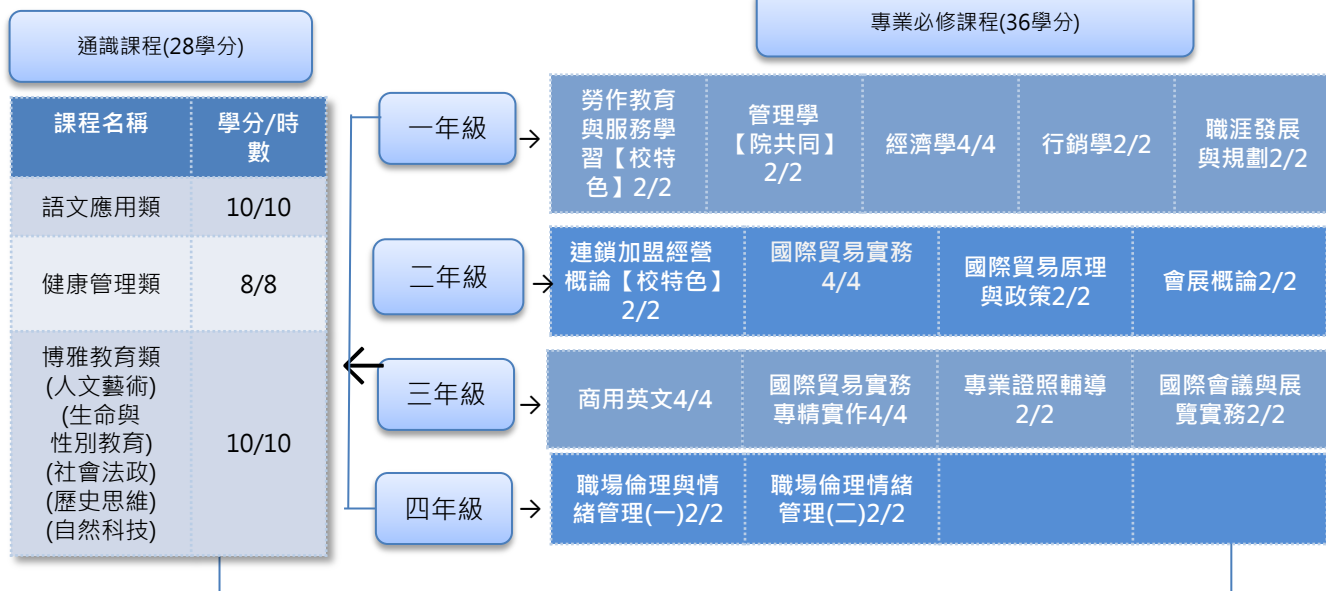 通識課程(28學分)
專業必修課程(36學分)
課程名稱
學分/時
數
語文應用類
10/10
健康管理類
8/8
博雅教育類
(人文藝術)
(生命與
性別教育)
(社會法政)
(歷史思維)
(自然科技)
10/10
一年級
勞作教育
與服務學
習【校特
色】2/2
管理學
【院共同】
2/2
經濟學4/4
行銷學2/2
職涯發展
與規劃2/2
二年級
連鎖加盟經營
概論【校特色】
2/2
國際貿易實務
4/4
國際貿易原理
與政策2/2
會展概論2/2
三年級
商用英文4/4
國際貿易實務
專精實作4/4
專業證照輔導
2/2
國際會議與展
覽實務2/2
四年級
職場倫理與情
緒管理(一)2/2
職場倫理情緒
管理(二)2/2